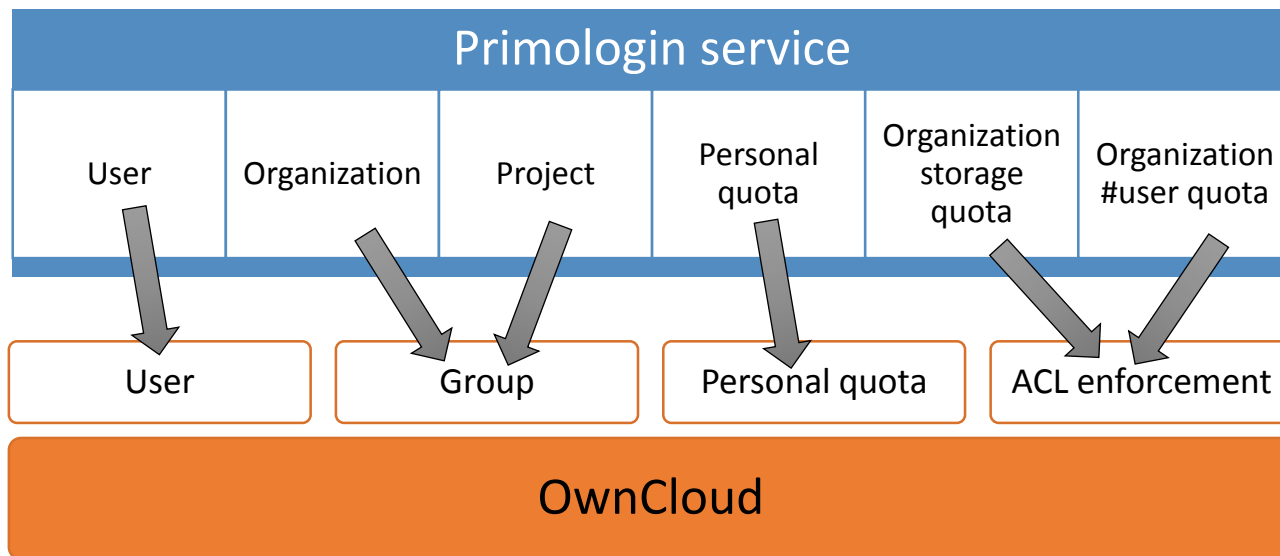 Primologin service
User
Organization
Project
Personal
quota
Organization
storage
quota
Organization
#user quota
User
Group
Personal quota
ACL enforcement
OwnCloud